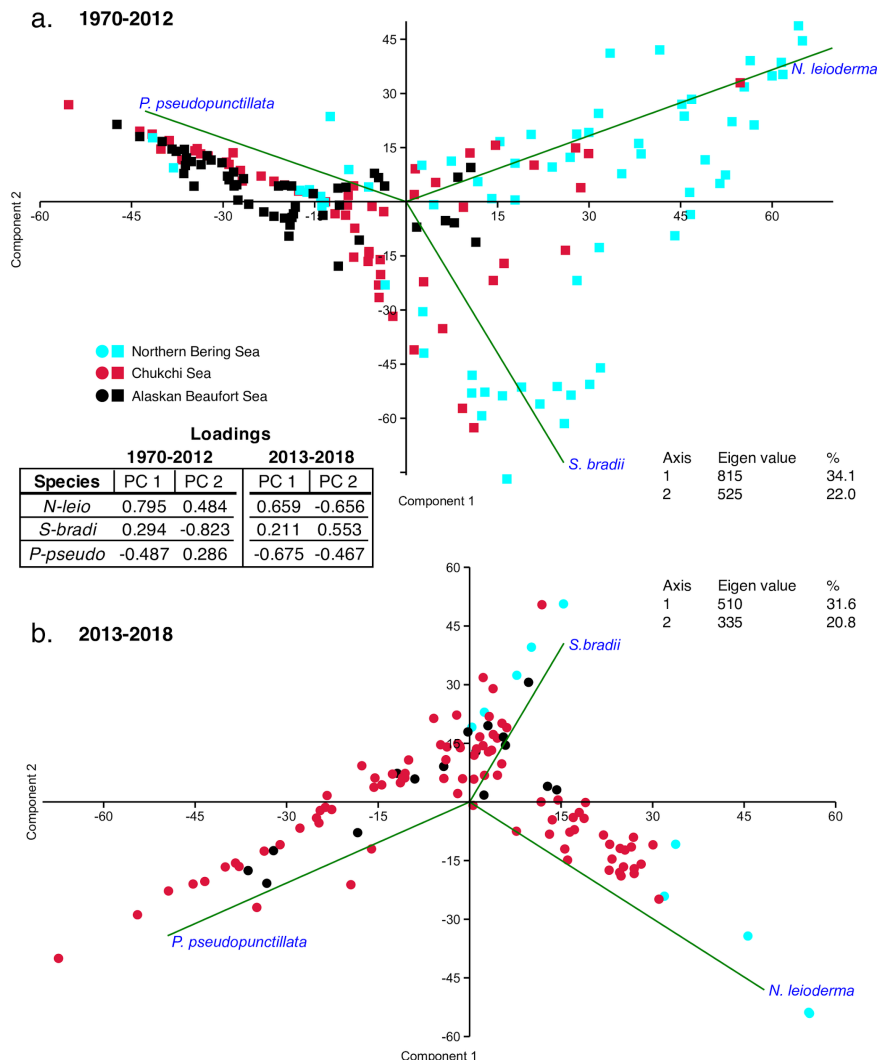 a. 1970-2012
45
30
15
-60
-45
-30
-15
15
30
45
60
-15
-30
-45
-60
Component 2
Component 1
P. pseudopunctillata
N. leioderma
S. bradii
Northern Bering Sea
Chukchi Sea
Alaskan Beaufort Sea
Axis Eigen value %
1 815 34.1
2 525 22.0
Loadings
1970-2012 2013-2018
Species PC 1 PC 2 PC 1 PC 2
N-leio 0.795 0.484 0.659 -0.656
S-bradi 0.294 -0.823 0.211 0.553
P-pseudo -0.487 0.286 -0.675 -0.467
b. 2013-2018
Axis Eigen value %
1 510 31.6
2 335 20.8
60
45
30
15
-60
-45
-30
-15
15
30
45
60
-15
-30
-45
-60
Component 2
S.bradii
P. pseudopunctillata
N. leioderma
Component 1